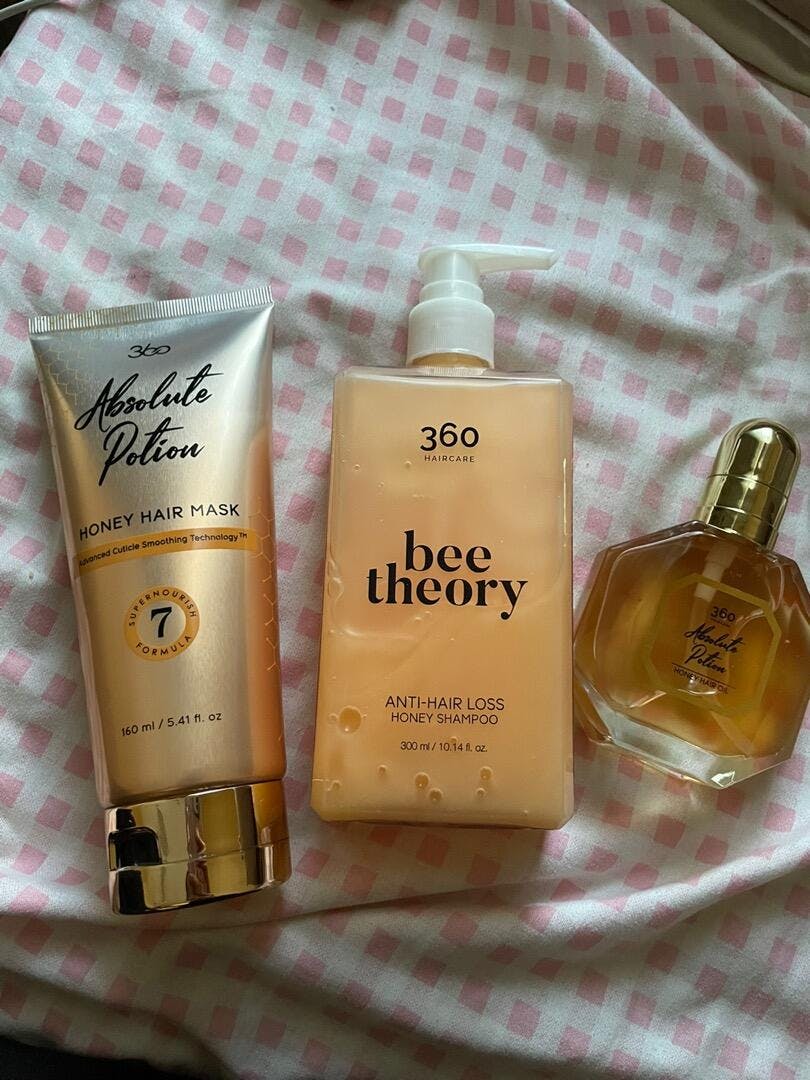 360
Absolute
Potion
HONEY HAIR MASK
Advanced Cuticle Smoothing Technology™
SUPERNOURISH
7
FORMULA
160 ml / 5.41 fl. oz
360
HAIRCARE
bee
theory
ANTI-HAIR LOSS
HONEY SHAMPOO
300 ml / 10.14 fl. oz.
360
Absolute
Potion
HONEY HAIR OIL